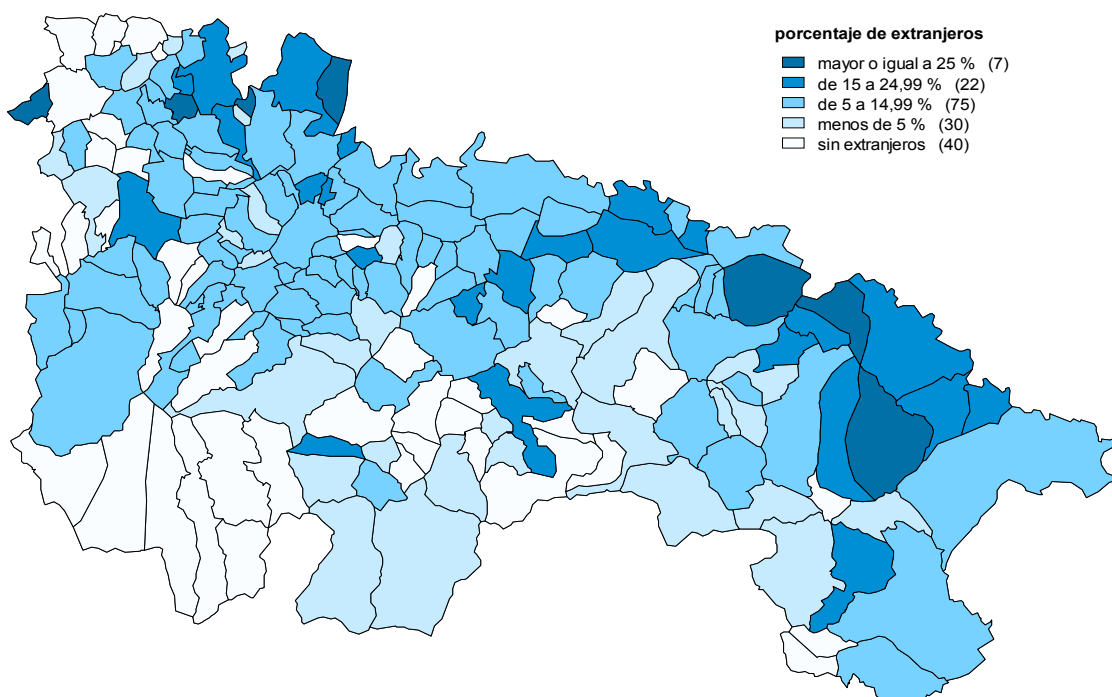 porcentaje de extranjeros
mayor o igual a 25 % (7)
de 15 a 24,99 % (22)
de 5 a 14,99 % (75)
menos de 5 % (30)
sin extranjeros (40)